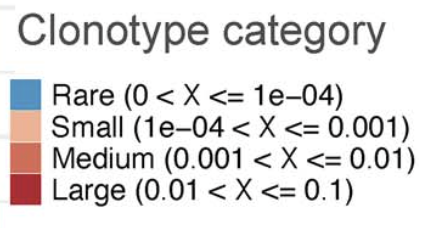 Clonotype category
Rare (0 < X <= 1e−04)
Small (1e−04 < X <= 0.001)
Medium (0.001 < X <= 0.01)
Large (0.01 < X <= 0.1)